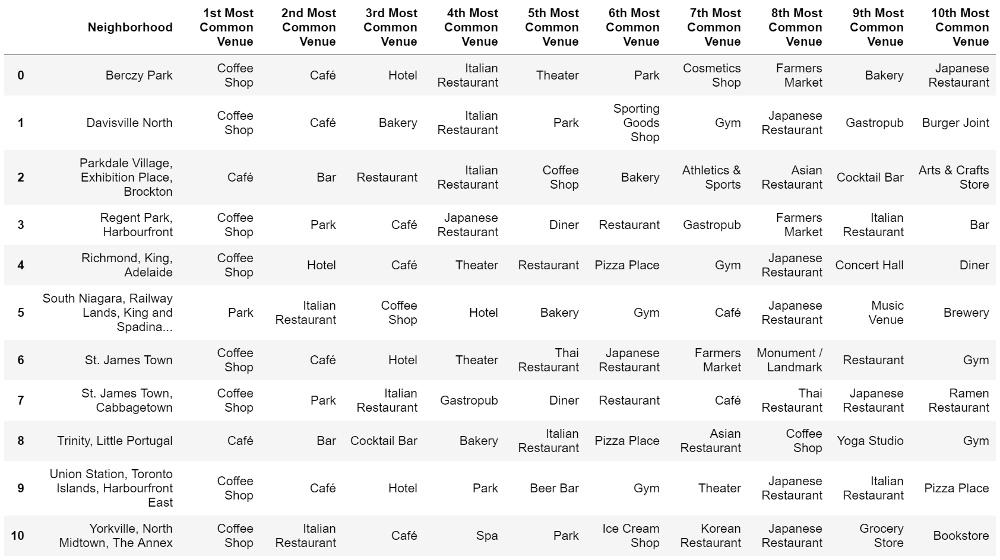 Neighborhood 1st Most Common Venue 2nd Most Common Venue 3rd Most Common Venue 4th Most Common Venue 5th Most Common Venue 6th Most Common Venue 7th Most Common Venue 8th Most Common Venue 9th Most Common Venue 10th Most Common Venue
0 Berczy Park Coffee Shop Café Hotel Italian Restaurant Theater Park Cosmetics Shop Farmers Market Bakery Japanese Restaurant
1 Davisville North Coffee Shop Café Bakery Italian Restaurant Park Sporting Goods Shop Gym Japanese Restaurant Gastropub Burger Joint
2 Parkdale Village, Exhibition Place, Brockton Café Bar Restaurant Italian Restaurant Coffee Shop Bakery Athletics & Sports Asian Restaurant Cocktail Bar Arts & Crafts Store
3 Regent Park, Harbourfront Coffee Shop Park Café Japanese Restaurant Diner Restaurant Gastropub Farmers Market Italian Restaurant Bar
4 Richmond, King, Adelaide Coffee Shop Hotel Café Theater Restaurant Pizza Place Gym Japanese Restaurant Concert Hall Diner
5 South Niagara, Railway Lands, King and Spadina... Park Italian Restaurant Coffee Shop Hotel Bakery Gym Café Japanese Restaurant Music Venue Brewery
6 St. James Town Coffee Shop Café Hotel Theater Thai Restaurant Japanese Restaurant Farmers Market Monument / Landmark Restaurant Gym
7 St. James Town, Cabbagetown Coffee Shop Park Italian Restaurant Gastropub Diner Restaurant Café Thai Restaurant Japanese Restaurant Ramen Restaurant
8 Trinity, Little Portugal Café Bar Cocktail Bar Bakery Italian Restaurant Pizza Place Asian Restaurant Coffee Shop Yoga Studio Gym
9 Union Station, Toronto Islands, Harbourfront East Coffee Shop Café Hotel Park Beer Bar Gym Theater Japanese Restaurant Italian Restaurant Pizza Place
10 Yorkville, North Midtown, The Annex Coffee Shop Italian Restaurant Café Spa Park Ice Cream Shop Korean Restaurant Japanese Restaurant Grocery Store Bookstore